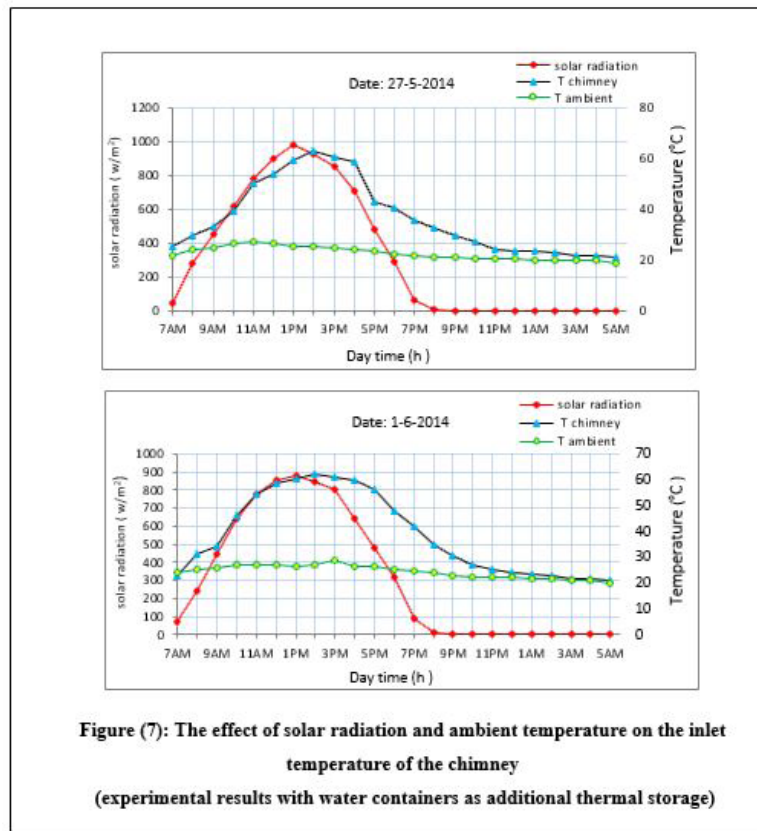 Date: 27-5-2014
solar radiation
T chimney
T ambient
1200
1000
800
600
400
200
0
solar radiation ( w/m²)
80
60
40
20
0
Temperature (°C)
7AM 9AM 11AM 1PM 3PM 5PM 7PM 9PM 11PM 1AM 3AM 5AM
Day time (h )
Date: 1-6-2014
solar radiation
T chimney
T ambient
1000
900
800
700
600
500
400
300
200
100
0
solar radiation ( w/m²)
70
60
50
40
30
20
10
0
Temperature (°C)
7AM 9AM 11AM 1PM 3PM 5PM 7PM 9PM 11PM 1AM 3AM 5AM
Day time (h )
Figure (7): The effect of solar radiation and ambient temperature on the inlet
temperature of the chimney
(experimental results with water containers as additional thermal storage)